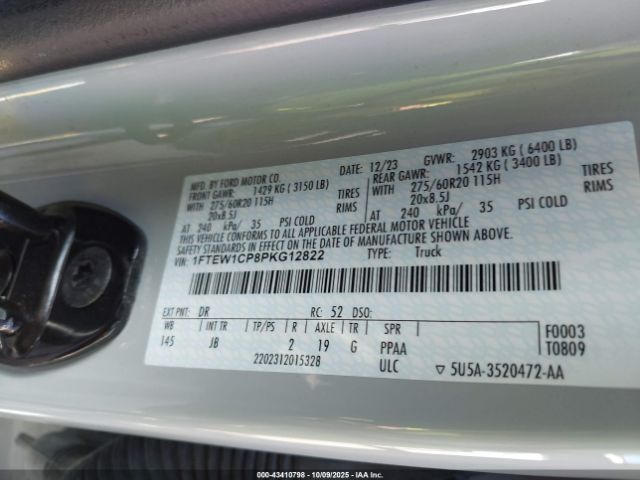 MFD. BY FORD MOTOR CO. DATE: 12/23 GVWR: 2903 KG ( 6400 LB)
FRONT GAWR: 1429 KG ( 3150 LB) REAR GAWR: 1542 KG ( 3400 LB)
WITH 275/60R20 115H TIRES WITH 275/60R20 115H TIRES
20x8.5J RIMS 20x8.5J RIMS
AT 240 kPa/ 35 PSI COLD AT 240 kPa/ 35 PSI COLD
THIS VEHICLE CONFORMS TO ALL APPLICABLE FEDERAL MOTOR VEHICLE
SAFETY STANDARDS IN EFFECT ON THE DATE OF MANUFACTURE SHOWN ABOVE.
VIN: 1FTEW1CP8PKG12822 TYPE: Truck
EXT PNT: DR RC: 52 DSO: F0003
WB INT TR TP/PS R AXLE TR SPR T0809
145 JB 2 19 G PPAA
2202312015328 ULC ▽ 5U5A-3520472-AA
000-43410798 - 10/09/2025 - IAAI.com